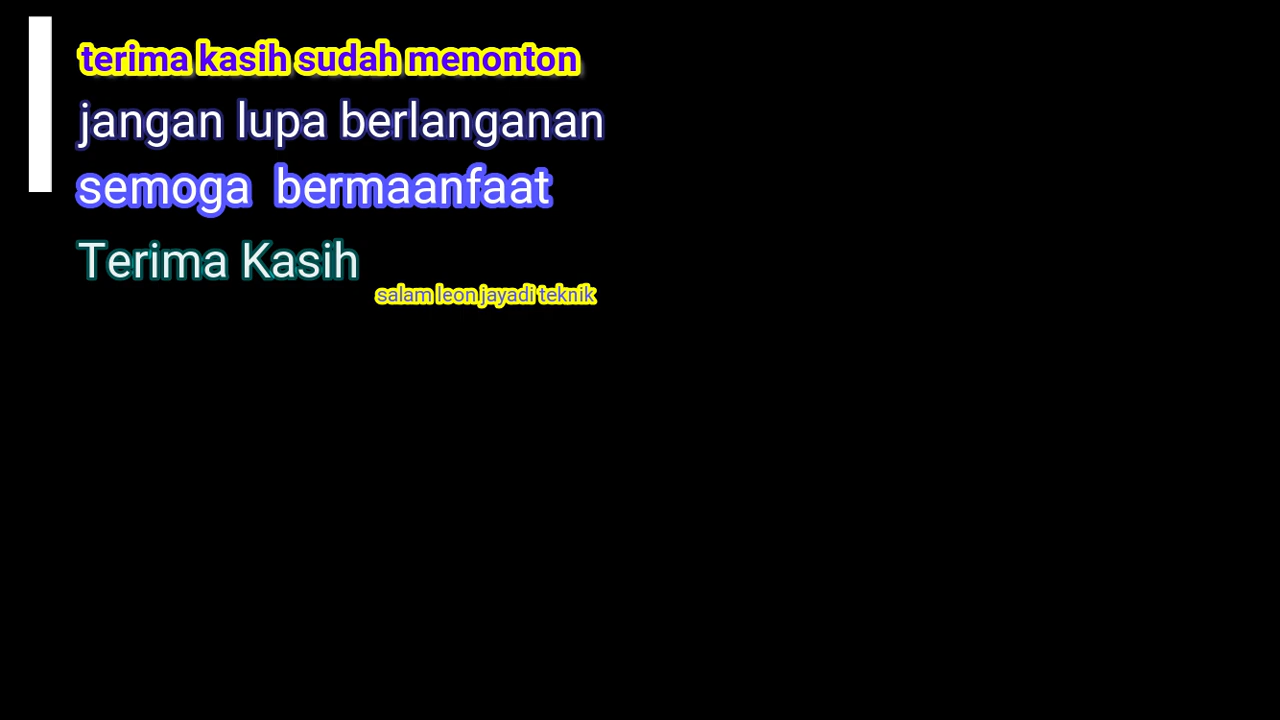 terima kasih sudah menonton
jangan lupa berlanganan
semoga  bermaanfaat
Terima Kasih
salam leon jayadi teknik